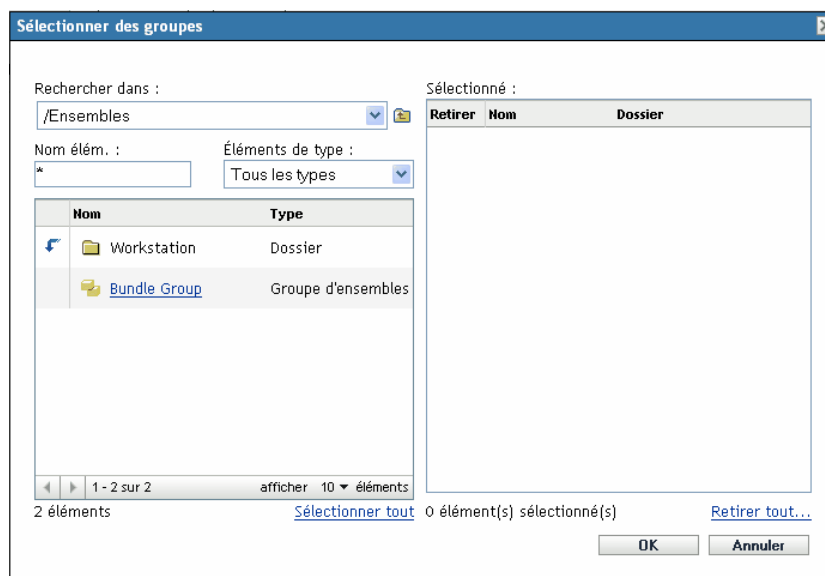 Sélectionner des groupes
Rechercher dans :
/Ensembles
Nom élém. :
Éléments de type :
*
Tous les types
Nom Type
Workstation Dossier
Bundle Group Groupe d'ensembles
1 - 2 sur 2 afficher 10 éléments
2 éléments Sélectionner tout
Sélectionné :
Retirer Nom Dossier
0 élément(s) sélectionné(s) Retirer tout...
OK Annuler